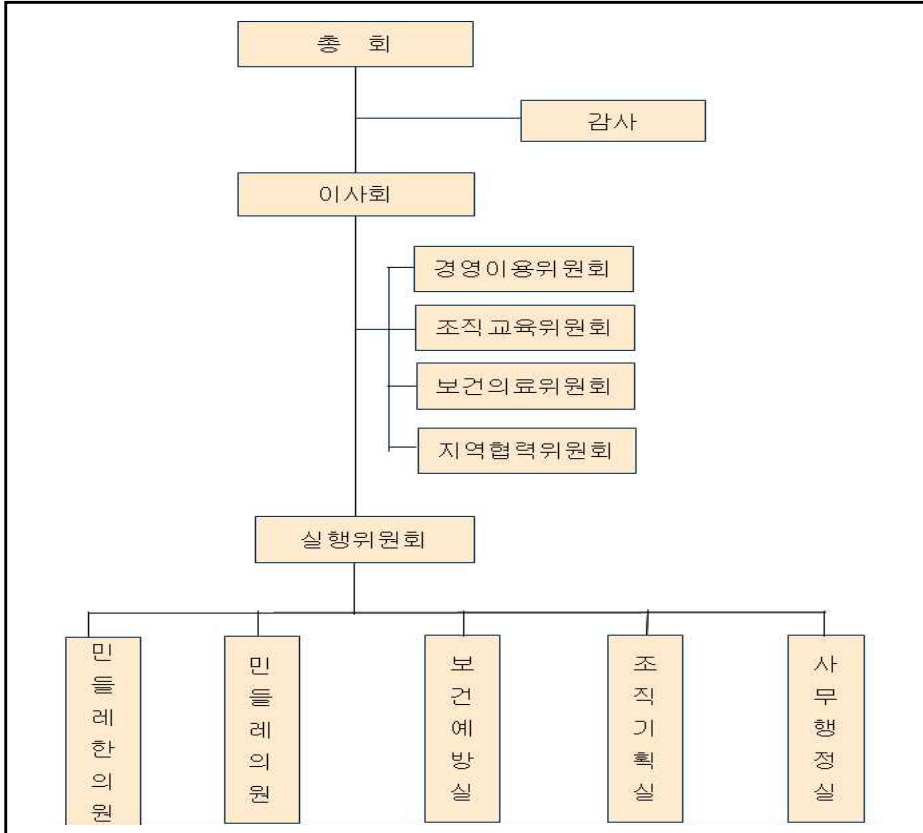 총 회
감사
이사회
경영이용위원회
조직교육위원회
보건의료위원회
지역협력위원회
실행위원회
민들레한의원
민들레의원
보건예방실
조직기획실
사무행정실